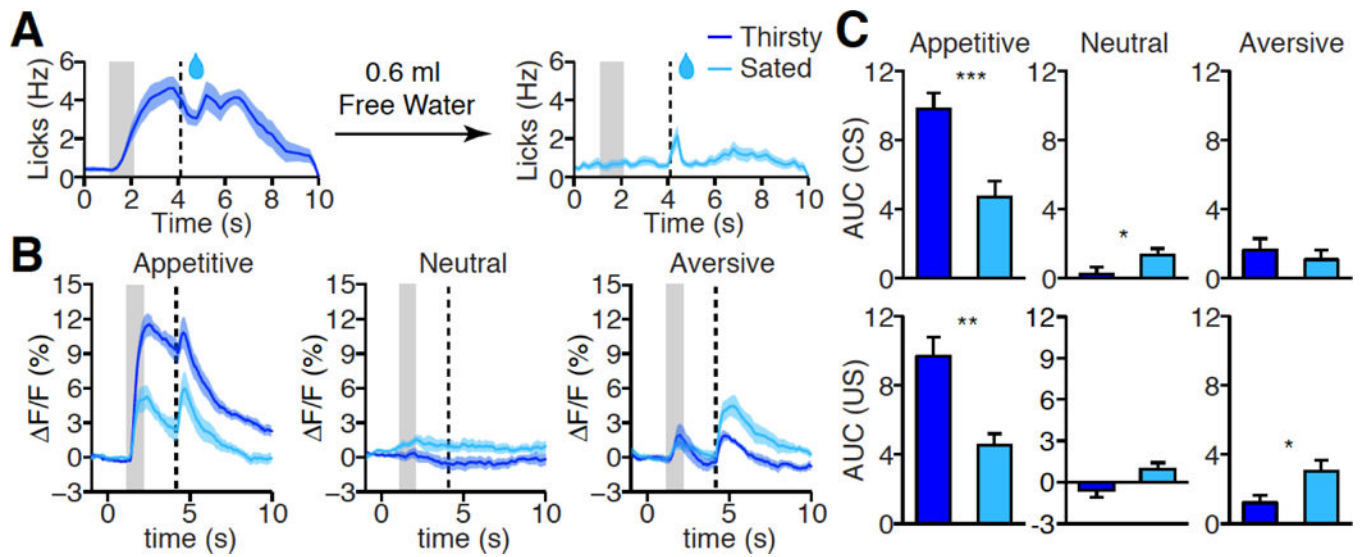 A
Licks (Hz)
6
4
2
0
0 2 4 6 8 10
Time (s)
0.6 ml
Free Water
Thirsty
Sated
Licks (Hz)
6
4
2
0
0 2 4 6 8 10
Time (s)
B
Appetitive
ΔF/F (%)
15
12
9
6
3
0
–3
0 5 10
time (s)
Neutral
ΔF/F (%)
15
12
9
6
3
0
–3
0 5 10
time (s)
Aversive
ΔF/F (%)
15
12
9
6
3
0
–3
0 5 10
time (s)
C
Appetitive
AUC (CS)
12
8
4
0
***
Neutral
12
8
4
0
*
Aversive
12
8
4
0
AUC (US)
12
8
4
0
**
12
9
6
3
0
-3
12
8
4
0
*